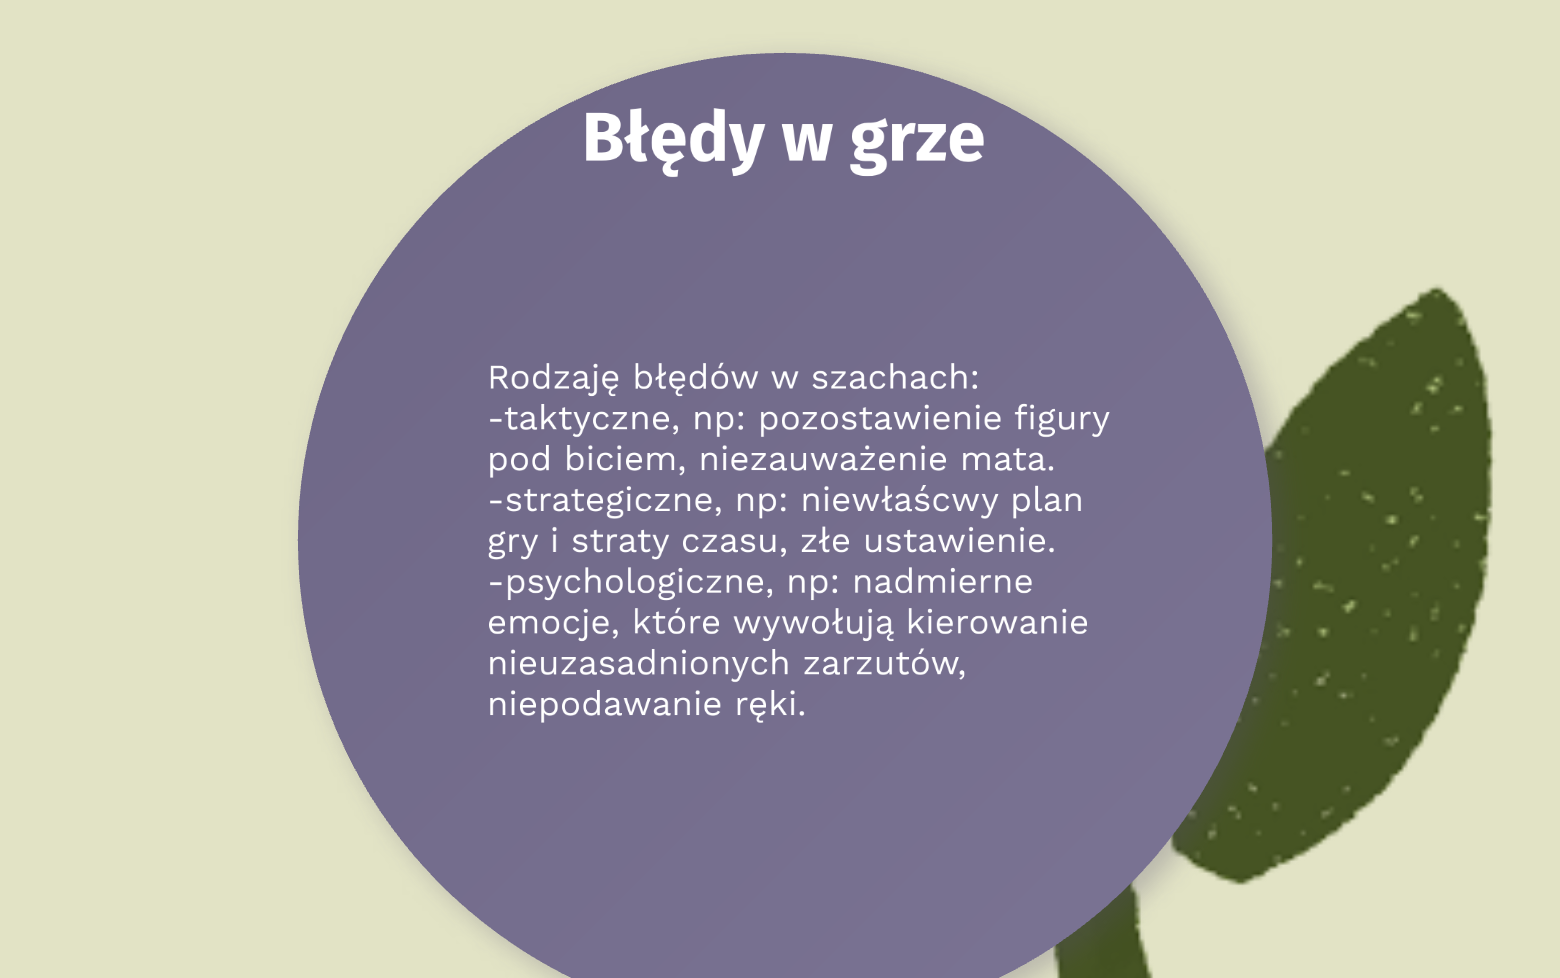 Błędy w grze
Rodzaję błędów w szachach:
-taktyczne, np: pozostawienie figury
pod biciem, niezauważenie mata.
-strategiczne, np: niewłaścwy plan
gry i straty czasu, złe ustawienie.
-psychologiczne, np: nadmierne
emocje, które wywołują kierowanie
nieuzasadnionych zarzutów,
niepodawanie ręki.